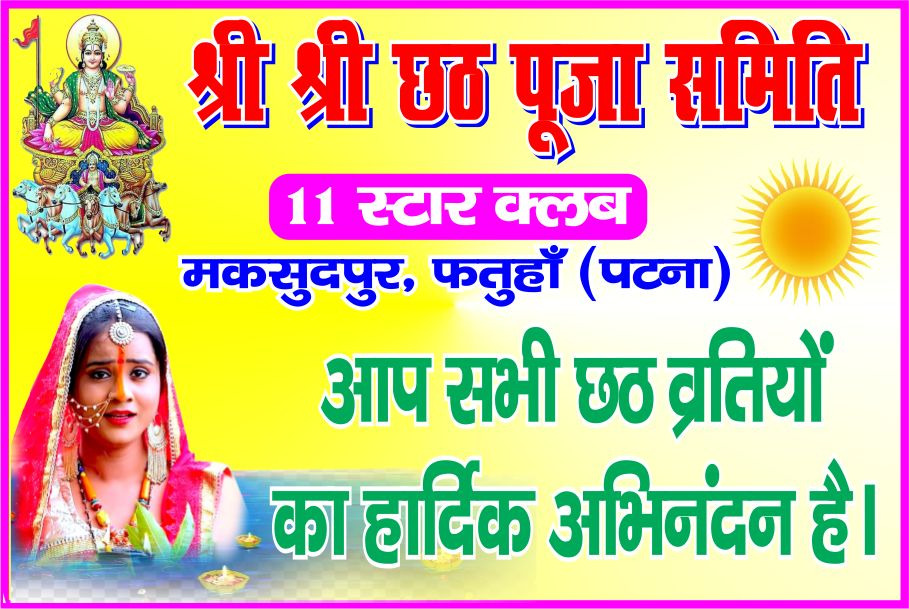 श्री श्री छठ पूजा समिति
11 स्टार क्लब
मकसुदपुर, फतुहाँ (पटना)
आप सभी छठ व्रतियों
का हार्दिक अभिनंदन है।